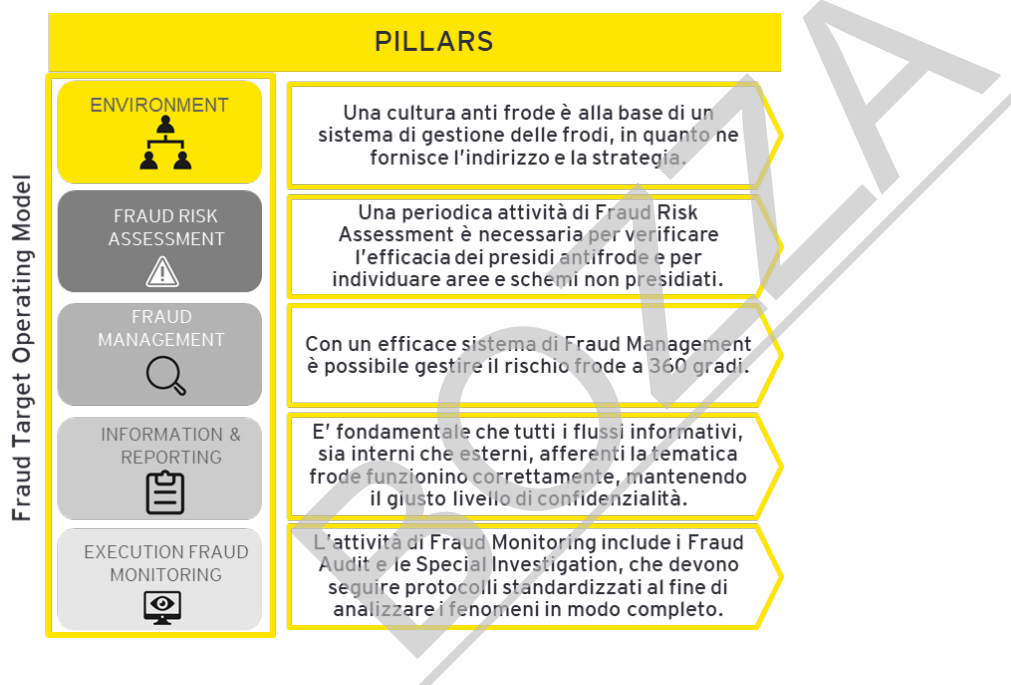 PILLARS
Fraud Target Operating Model
ENVIRONMENT
Una cultura anti frode è alla base di un
sistema di gestione delle frodi, in quanto ne
fornisce l'indirizzo e la strategia.
FRAUD RISK
ASSESSMENT
Una periodica attività di Fraud Risk
Assessment è necessaria per verificare
l'efficacia dei presidi antifrode e per
individuare aree e schemi non presidiati.
FRAUD
MANAGEMENT
Con un efficace sistema di Fraud Management
è possibile gestire il rischio frode a 360 gradi.
INFORMATION &
REPORTING
E' fondamentale che tutti i flussi informativi,
sia interni che esterni, afferenti la tematica
frode funzionino correttamente, mantenendo
il giusto livello di confidenzialità.
EXECUTION FRAUD
MONITORING
L'attività di Fraud Monitoring include i Fraud
Audit e le Special Investigation, che devono
seguire protocolli standardizzati al fine di
analizzare i fenomeni in modo completo.
BOZZA